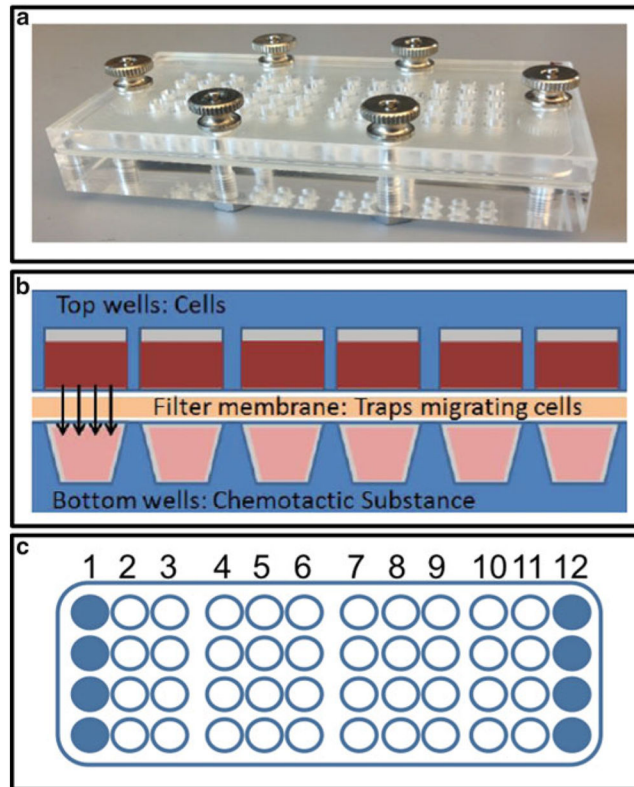 a
b
Top wells: Cells
Filter membrane: Traps migrating cells
Bottom wells: Chemotactic Substance
c
1 2 3 4 5 6 7 8 9 10 11 12